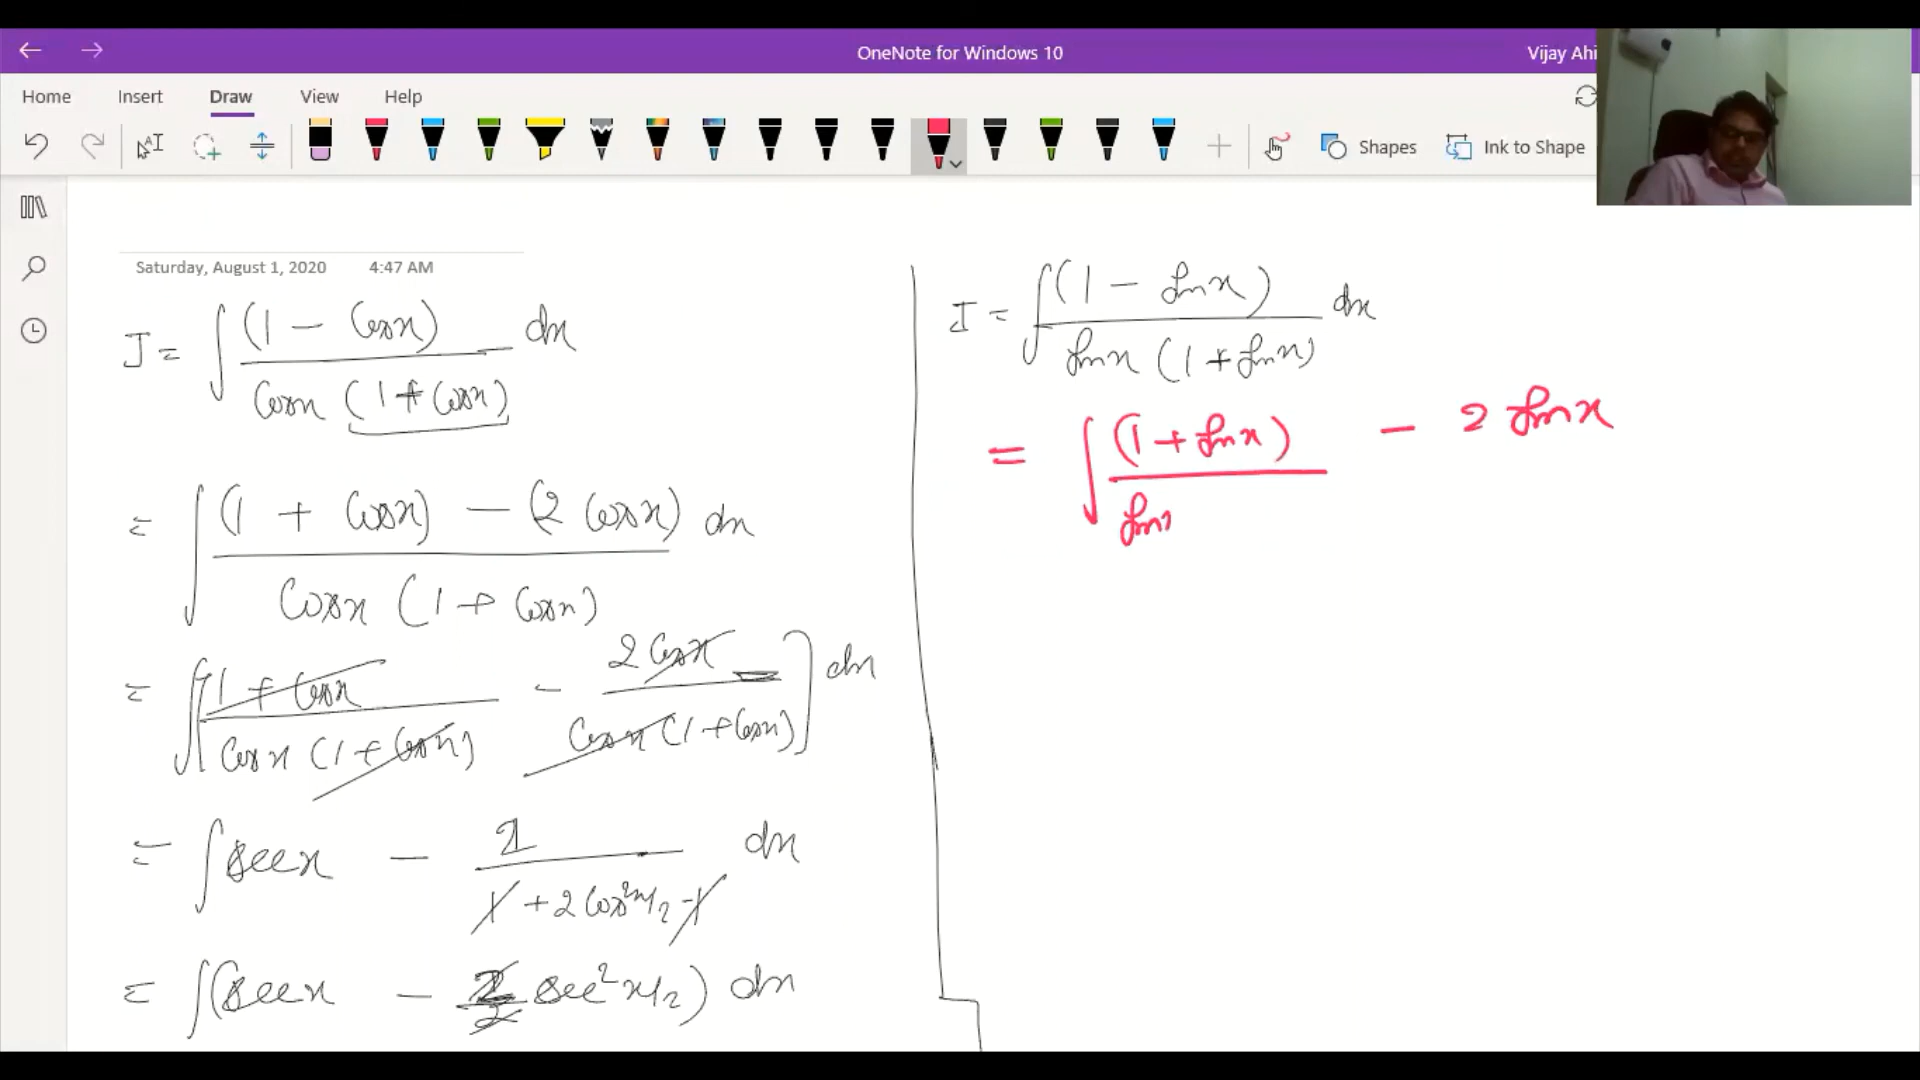 OneNote for Windows 10
Vijay Ahi
Home Insert Draw View Help
Shapes Ink to Shape
Saturday, August 1, 2020 4:47 AM
I = ∫ (1 - Cosx) / Cosx (1 + Cosx) dx
= ∫ (1 + Cosx) - (2 Cosx) / Cosx (1 + Cosx) dx
= ∫ [ 1 + Cosx / Cosx (1 + Cosx) - 2 Cosx / Cosx (1 + Cosx) ] dx
= ∫ secx - 2 / 1 + 2 Cos²x/2 - 1 dx
= ∫ (secx - 2/2 sec² x/2) dx
I = ∫ (1 - Sinx) / Sinx (1 + Sinx) dx
= ∫ (1 + Sinx) / Sinx - 2 Sinx